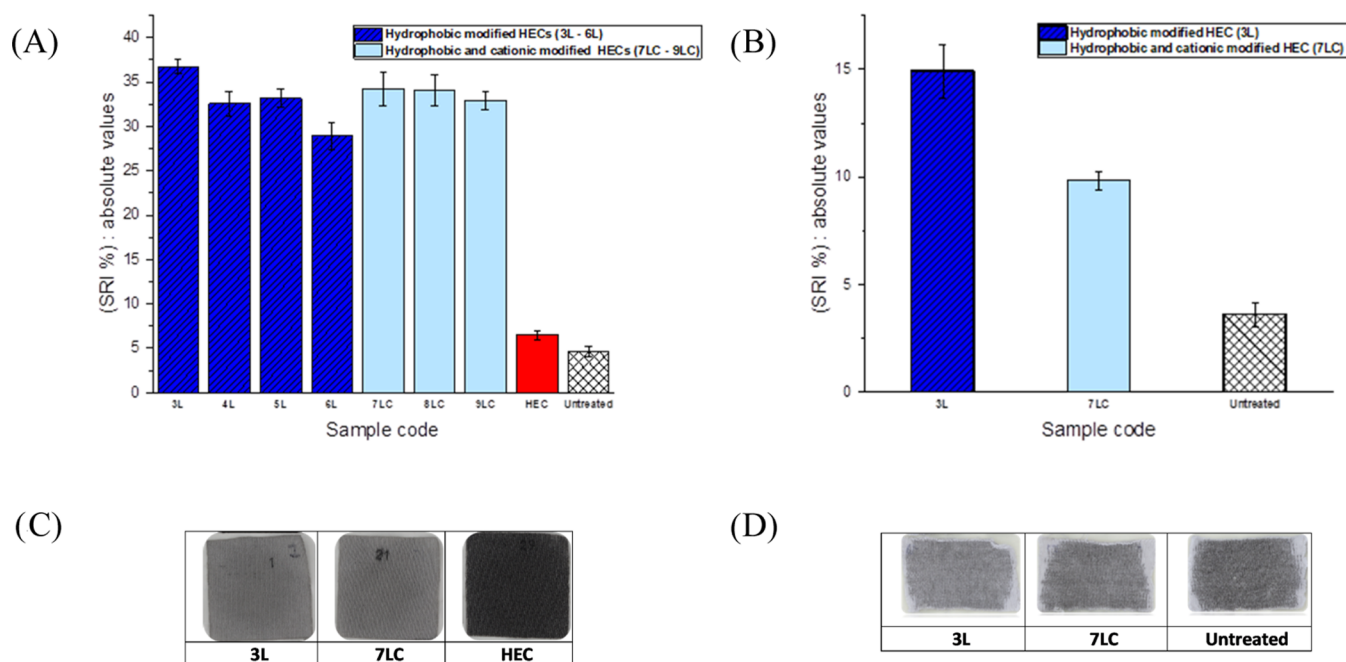 (A)
Hydrophobic modified HECs (3L - 6L)
Hydrophobic and cationic modified HECs (7LC - 9LC)
(SRI %) : absolute values
40
35
30
25
20
15
10
5
0
3L 4L 5L 6L 7LC 8LC 9LC HEC Untreated
Sample code
(B)
Hydrophobic modified HEC (3L)
Hydrophobic and cationic modified HEC (7LC)
(SRI %) : absolute values
15
10
5
0
3L 7LC Untreated
Sample code
(C)
1
21
3L 7LC HEC
(D)
3L 7LC Untreated